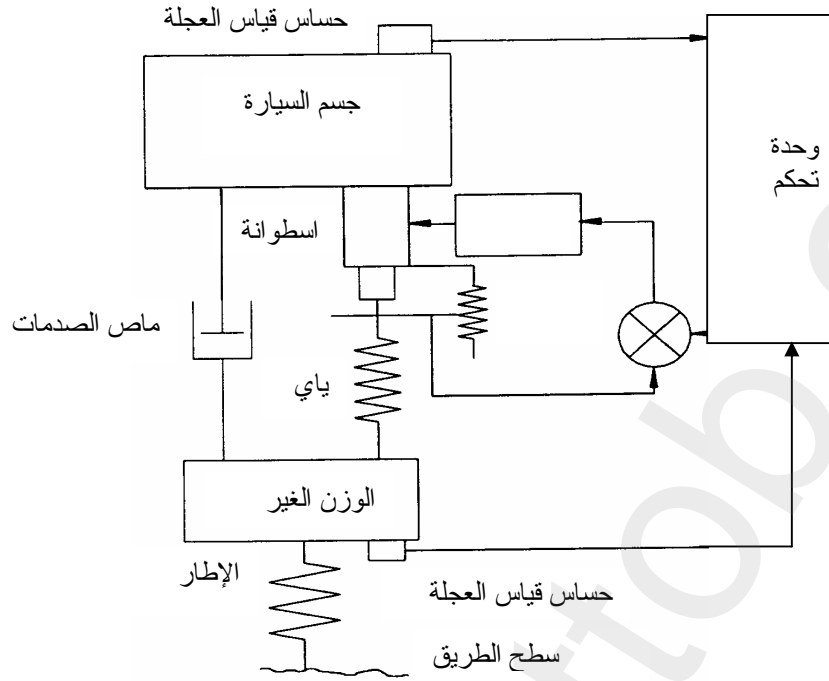 حساس قياس العجلة
جسم السيارة
وحدة
تحكم
اسطوانة
ماص الصدمات
ياي
الوزن الغير
الإطار
حساس قياس العجلة
سطح الطريق